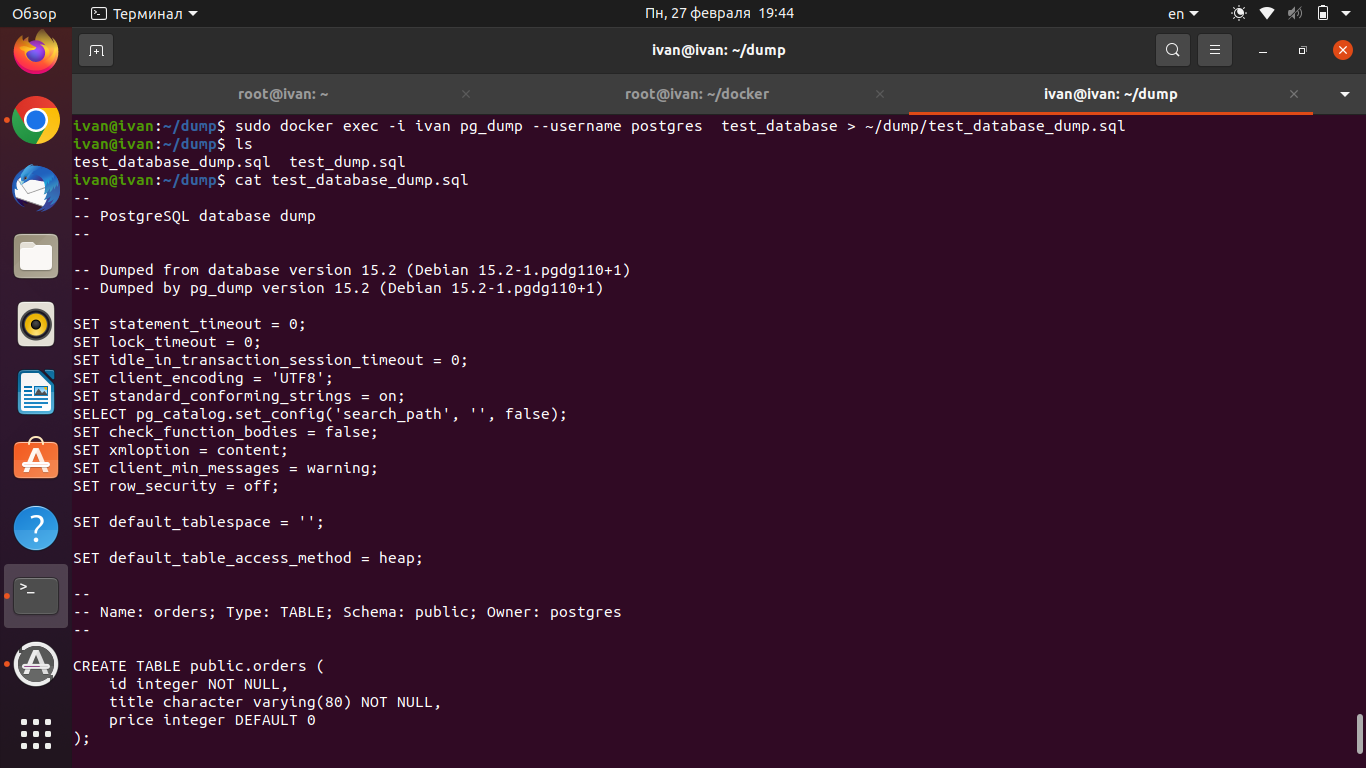 Обзор
Терминал
Пн, 27 февраля 19:44
en
ivan@ivan: ~/dump
root@ivan: ~
root@ivan: ~/docker
ivan@ivan: ~/dump
ivan@ivan:~/dump$ sudo docker exec -i ivan pg_dump --username postgres  test_database > ~/dump/test_database_dump.sql
ivan@ivan:~/dump$ ls
test_database_dump.sql  test_dump.sql
ivan@ivan:~/dump$ cat test_database_dump.sql
--
-- PostgreSQL database dump
--
-- Dumped from database version 15.2 (Debian 15.2-1.pgdg110+1)
-- Dumped by pg_dump version 15.2 (Debian 15.2-1.pgdg110+1)
SET statement_timeout = 0;
SET lock_timeout = 0;
SET idle_in_transaction_session_timeout = 0;
SET client_encoding = 'UTF8';
SET standard_conforming_strings = on;
SELECT pg_catalog.set_config('search_path', '', false);
SET check_function_bodies = false;
SET xmloption = content;
SET client_min_messages = warning;
SET row_security = off;
SET default_tablespace = '';
SET default_table_access_method = heap;
--
-- Name: orders; Type: TABLE; Schema: public; Owner: postgres
--
CREATE TABLE public.orders (
    id integer NOT NULL,
    title character varying(80) NOT NULL,
    price integer DEFAULT 0
);